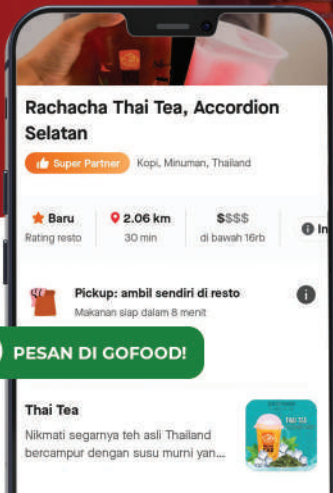 Rachacha Thai Tea, Accordion
Selatan
Super Partner
Kopi, Minuman, Thailand
Baru
2.06 km
$$$$
Rating resto
30 min
di bawah 16rb
In
Pickup: ambil sendiri di resto
Makanan siap dalam 8 menit
PESAN DI GOFOOD!
Thai Tea
Nikmati segarnya teh asli Thailand
bercampur dengan susu murni yan...
THAI TEA